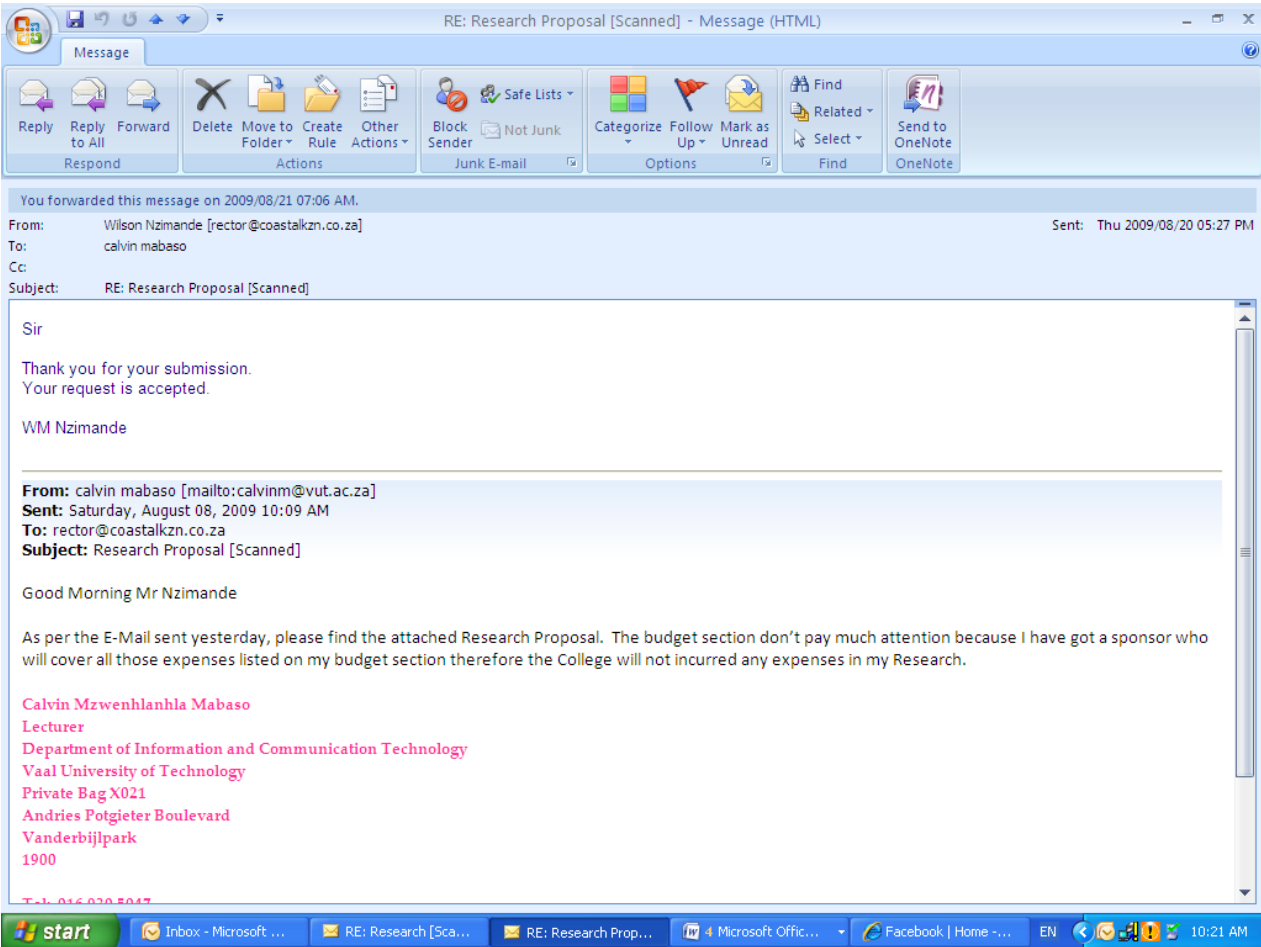 RE: Research Proposal [Scanned] - Message (HTML)
Message
Reply Reply to All Forward
Respond
Delete Move to Folder Create Rule Other Actions
Actions
Block Sender Safe Lists Not Junk
Junk E-mail
Categorize Follow Up Mark as Unread
Options
Find Related Select
Find
Send to OneNote
OneNote
You forwarded this message on 2009/08/21 07:06 AM.
From: Wilson Nzimande [rector@coastalkzn.co.za] Sent: Thu 2009/08/20 05:27 PM
To: calvin mabaso
Cc:
Subject: RE: Research Proposal [Scanned]
Sir
Thank you for your submission.
Your request is accepted.
WM Nzimande
From: calvin mabaso [mailto:calvinm@vut.ac.za]
Sent: Saturday, August 08, 2009 10:09 AM
To: rector@coastalkzn.co.za
Subject: Research Proposal [Scanned]
Good Morning Mr Nzimande
As per the E-Mail sent yesterday, please find the attached Research Proposal.  The budget section don't pay much attention because I have got a sponsor who
will cover all those expenses listed on my budget section therefore the College will not incurred any expenses in my Research.
Calvin Mzwenhlanhla Mabaso
Lecturer
Department of Information and Communication Technology
Vaal University of Technology
Private Bag X021
Andries Potgieter Boulevard
Vanderbijlpark
1900
start Inbox - Microsoft ... RE: Research [Sca... RE: Research Prop... 4 Microsoft Offic... Facebook | Home -... EN 10:21 AM